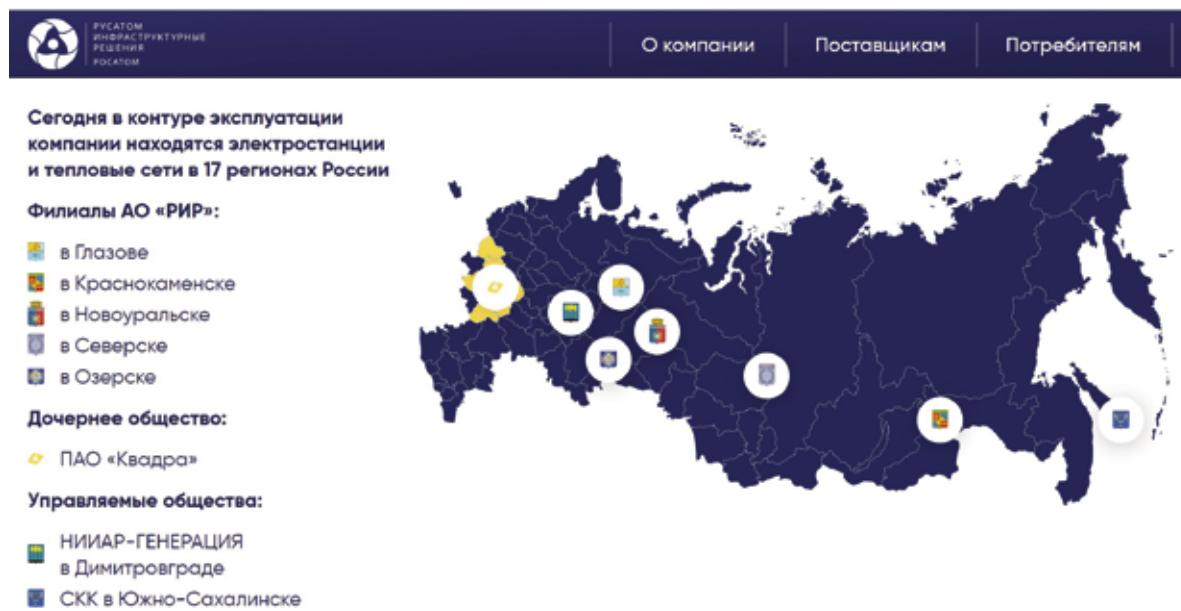 РУСАТОМ
ИНФРАСТРУКТУРНЫЕ
РЕШЕНИЯ
РОСАТОМ
О компании
Поставщикам
Потребителям
Сегодня в контуре эксплуатации
компании находятся электростанции
и тепловые сети в 17 регионах России
Филиалы АО «РИР»:
в Глазове
в Краснокаменске
в Новоуральске
в Северске
в Озерске
Дочернее общество:
ПАО «Квадра»
Управляемые общества:
НИИАР-ГЕНЕРАЦИЯ
в Димитровграде
СКК в Южно-Сахалинске